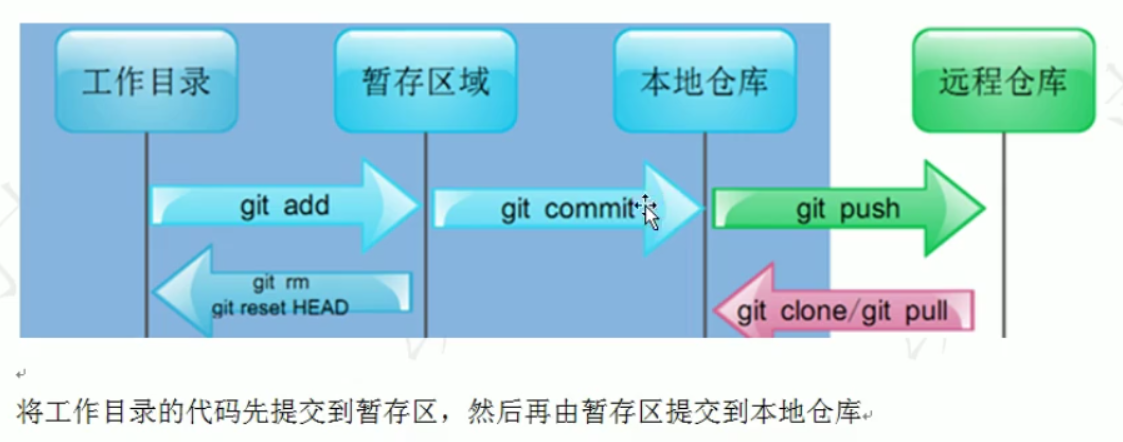 工作目录
暂存区域
本地仓库
远程仓库
git add
git commit
git push
git rm
git reset HEAD
git clone/git pull
将工作目录的代码先提交到暂存区，然后再由暂存区提交到本地仓库